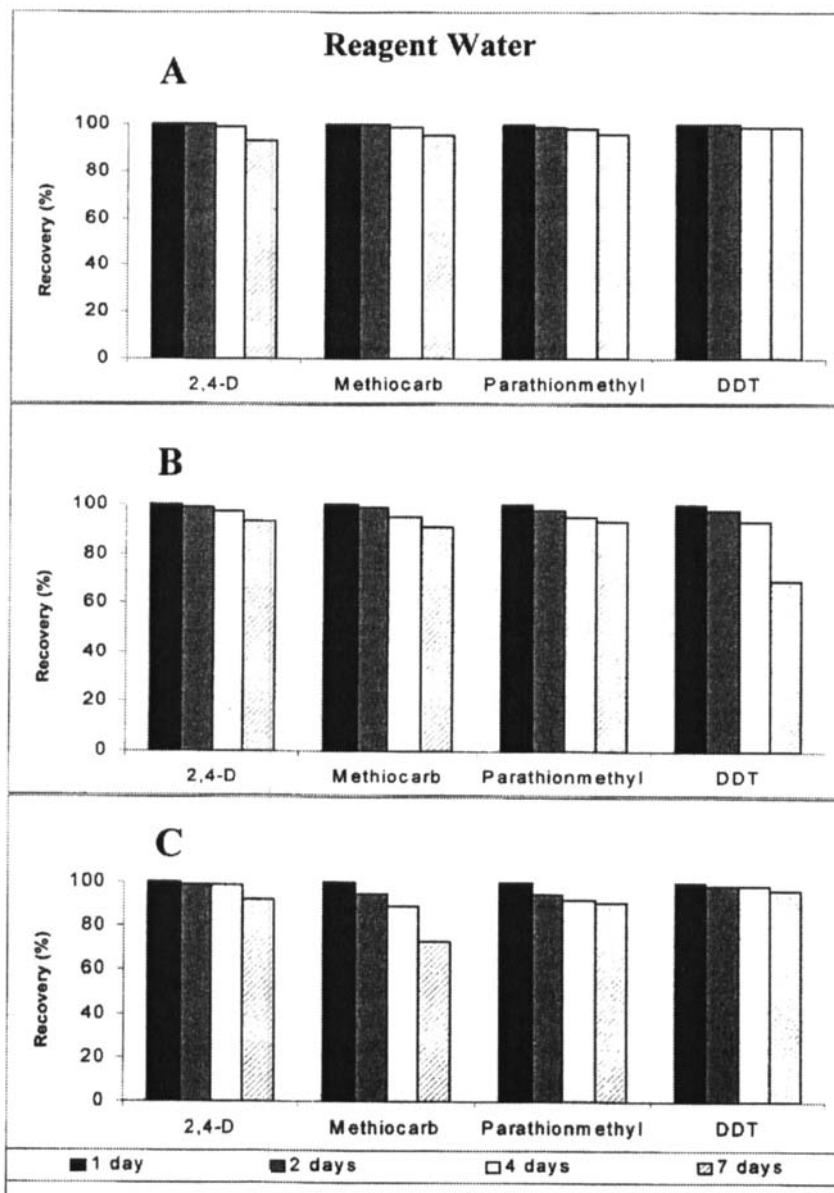 Reagent Water
A
100
80
60
40
20
0
Recovery (%)
2,4-D Methiocarb Parathionmethyl DDT
B
100
80
60
40
20
0
Recovery (%)
2,4-D Methiocarb Parathionmethyl DDT
C
100
80
60
40
20
0
Recovery (%)
2,4-D Methiocarb Parathionmethyl DDT
1 day 2 days 4 days 7 days